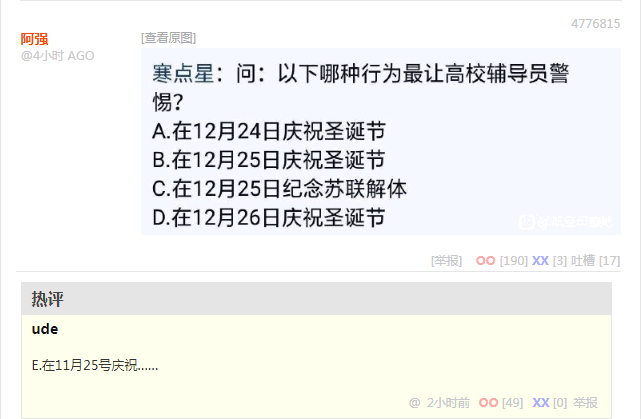 4776815
阿强
@4小时 AGO
[查看原图]
寒点星：问：以下哪种行为最让高校辅导员警
惕？
A.在12月24日庆祝圣诞节
B.在12月25日庆祝圣诞节
C.在12月25日纪念苏联解体
D.在12月26日庆祝圣诞节
[举报] OO [190] XX [3] 吐槽 [17]
热评
ude
E.在11月25号庆祝......
@ 2小时前 OO [49] XX [0] 举报